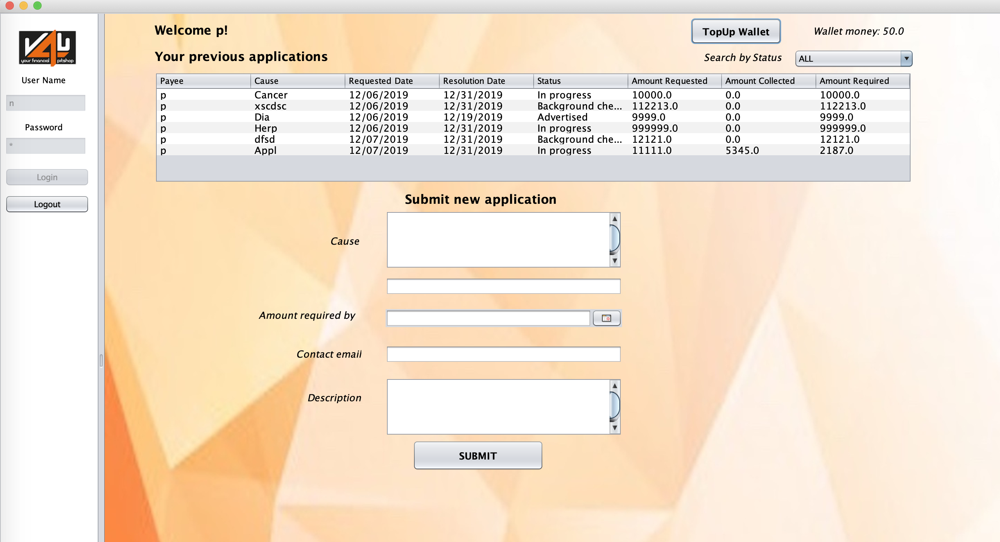 V4U
your financial pitshop
User Name
n
Password
*
Login
Logout
Welcome p!
TopUp Wallet
Wallet money: 50.0
Your previous applications
Search by Status
ALL
Payee Cause Requested Date Resolution Date Status Amount Requested Amount Collected Amount Required
p Cancer 12/06/2019 12/31/2019 In progress 10000.0 0.0 10000.0
p xscdsc 12/06/2019 12/31/2019 Background che... 112213.0 0.0 112213.0
p Dia 12/06/2019 12/19/2019 Advertised 9999.0 0.0 9999.0
p Herp 12/06/2019 12/31/2019 In progress 999999.0 0.0 999999.0
p dfsd 12/07/2019 12/31/2019 Background che... 12121.0 0.0 12121.0
p Appl 12/07/2019 12/31/2019 In progress 11111.0 5345.0 2187.0
Submit new application
Cause
Amount required by
Contact email
Description
SUBMIT